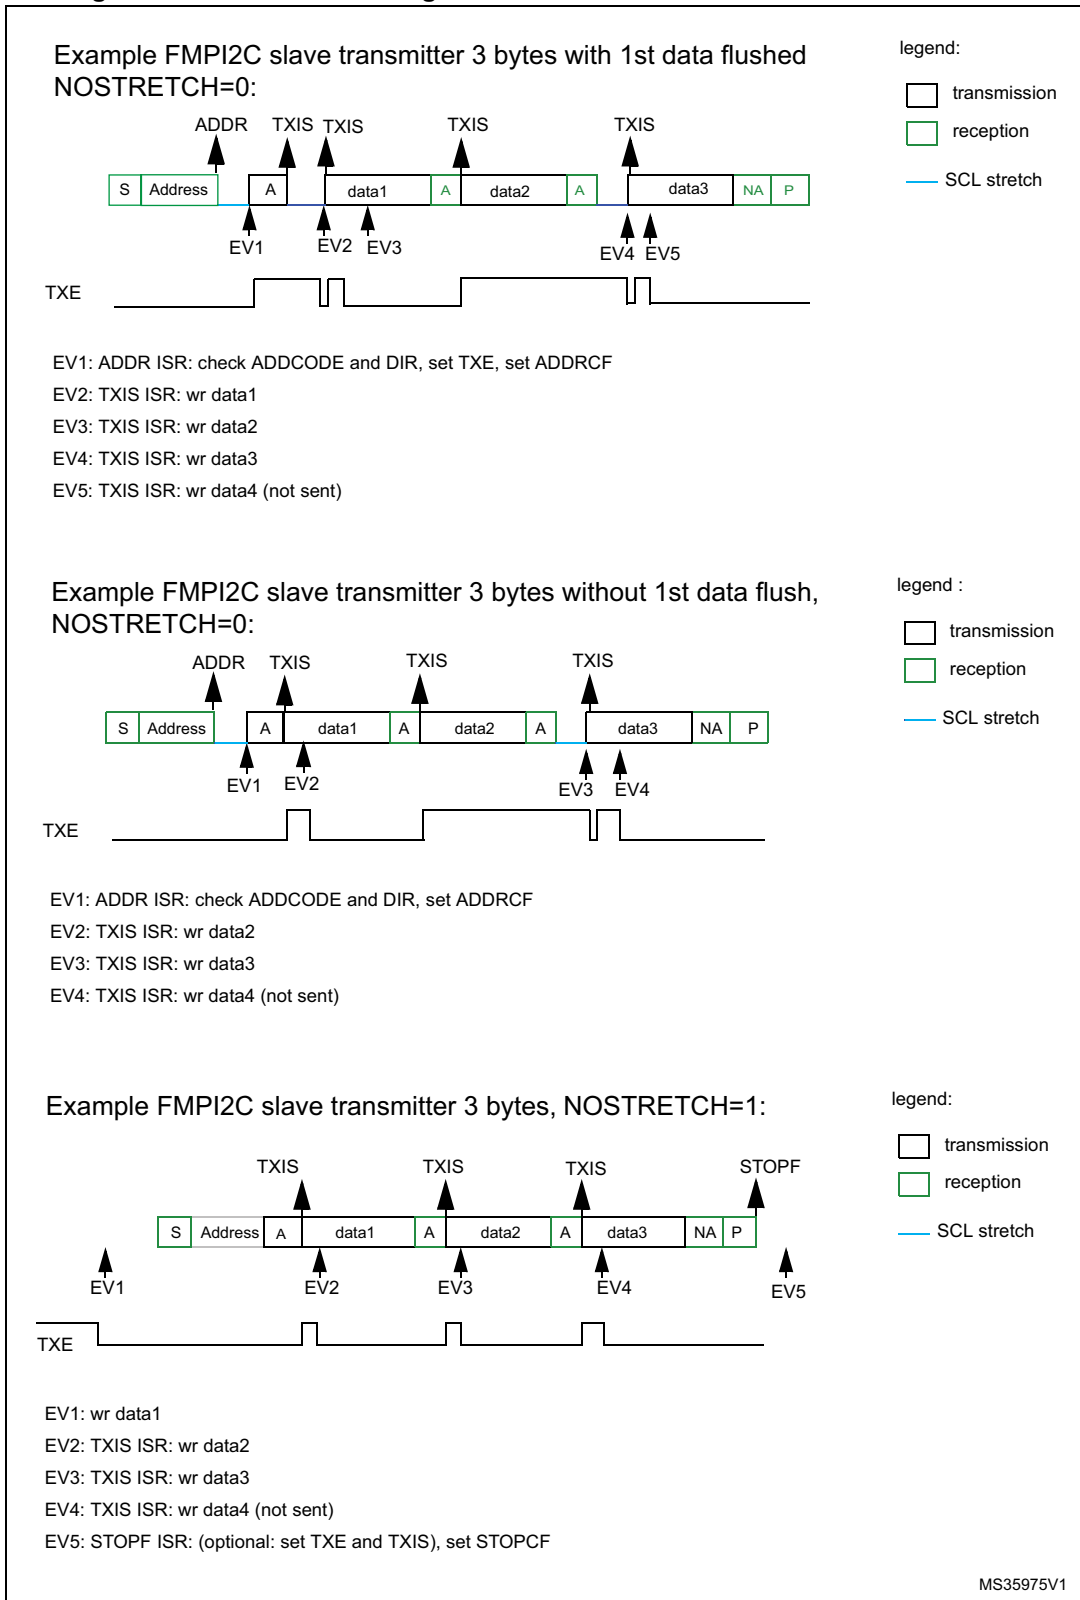 Example FMPI2C slave transmitter 3 bytes with 1st data flushed
NOSTRETCH=0:
legend:
transmission
reception
SCL stretch
ADDR TXIS TXIS TXIS TXIS
S Address A data1 A data2 A data3 NA P
EV1 EV2 EV3 EV4 EV5
TXE
EV1: ADDR ISR: check ADDCODE and DIR, set TXE, set ADDRCF
EV2: TXIS ISR: wr data1
EV3: TXIS ISR: wr data2
EV4: TXIS ISR: wr data3
EV5: TXIS ISR: wr data4 (not sent)
Example FMPI2C slave transmitter 3 bytes without 1st data flush,
NOSTRETCH=0:
legend :
transmission
reception
SCL stretch
ADDR TXIS TXIS TXIS
S Address A data1 A data2 A data3 NA P
EV1 EV2 EV3 EV4
TXE
EV1: ADDR ISR: check ADDCODE and DIR, set ADDRCF
EV2: TXIS ISR: wr data2
EV3: TXIS ISR: wr data3
EV4: TXIS ISR: wr data4 (not sent)
Example FMPI2C slave transmitter 3 bytes, NOSTRETCH=1:
legend:
transmission
reception
SCL stretch
TXIS TXIS TXIS STOPF
S Address A data1 A data2 A data3 NA P
EV1 EV2 EV3 EV4 EV5
TXE
EV1: wr data1
EV2: TXIS ISR: wr data2
EV3: TXIS ISR: wr data3
EV4: TXIS ISR: wr data4 (not sent)
EV5: STOPF ISR: (optional: set TXE and TXIS), set STOPCF
MS35975V1